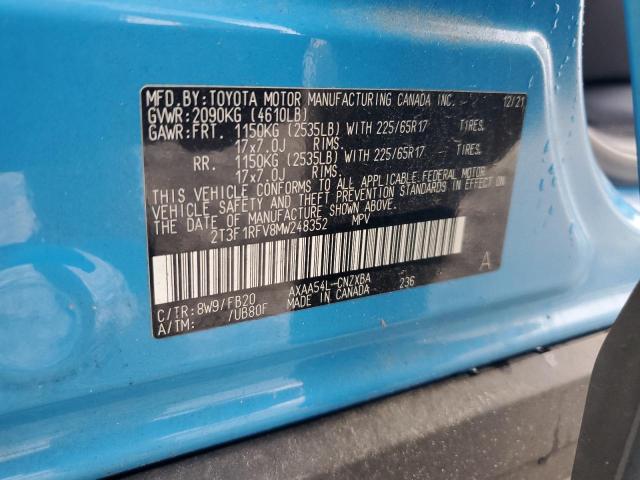 MFD.BY:TOYOTA MOTOR MANUFACTURING CANADA INC. 12/21
GVWR:2090KG (4610LB)
GAWR:FRT. 1150KG (2535LB) WITH 225/65R17 TIRES.
17x7.0J RIMS.
RR. 1150KG (2535LB) WITH 225/65R17 TIRES.
17x7.0J RIMS.
THIS VEHICLE CONFORMS TO ALL APPLICABLE FEDERAL MOTOR
VEHICLE SAFETY AND THEFT PREVENTION STANDARDS IN EFFECT ON
THE DATE OF MANUFACTURE SHOWN ABOVE.
2T3F1RFV8MW248352 MPV
A
C/TR:8W9/FB20 AXAA54L-CNZXBA 236
A/TM: /UB80F MADE IN CANADA